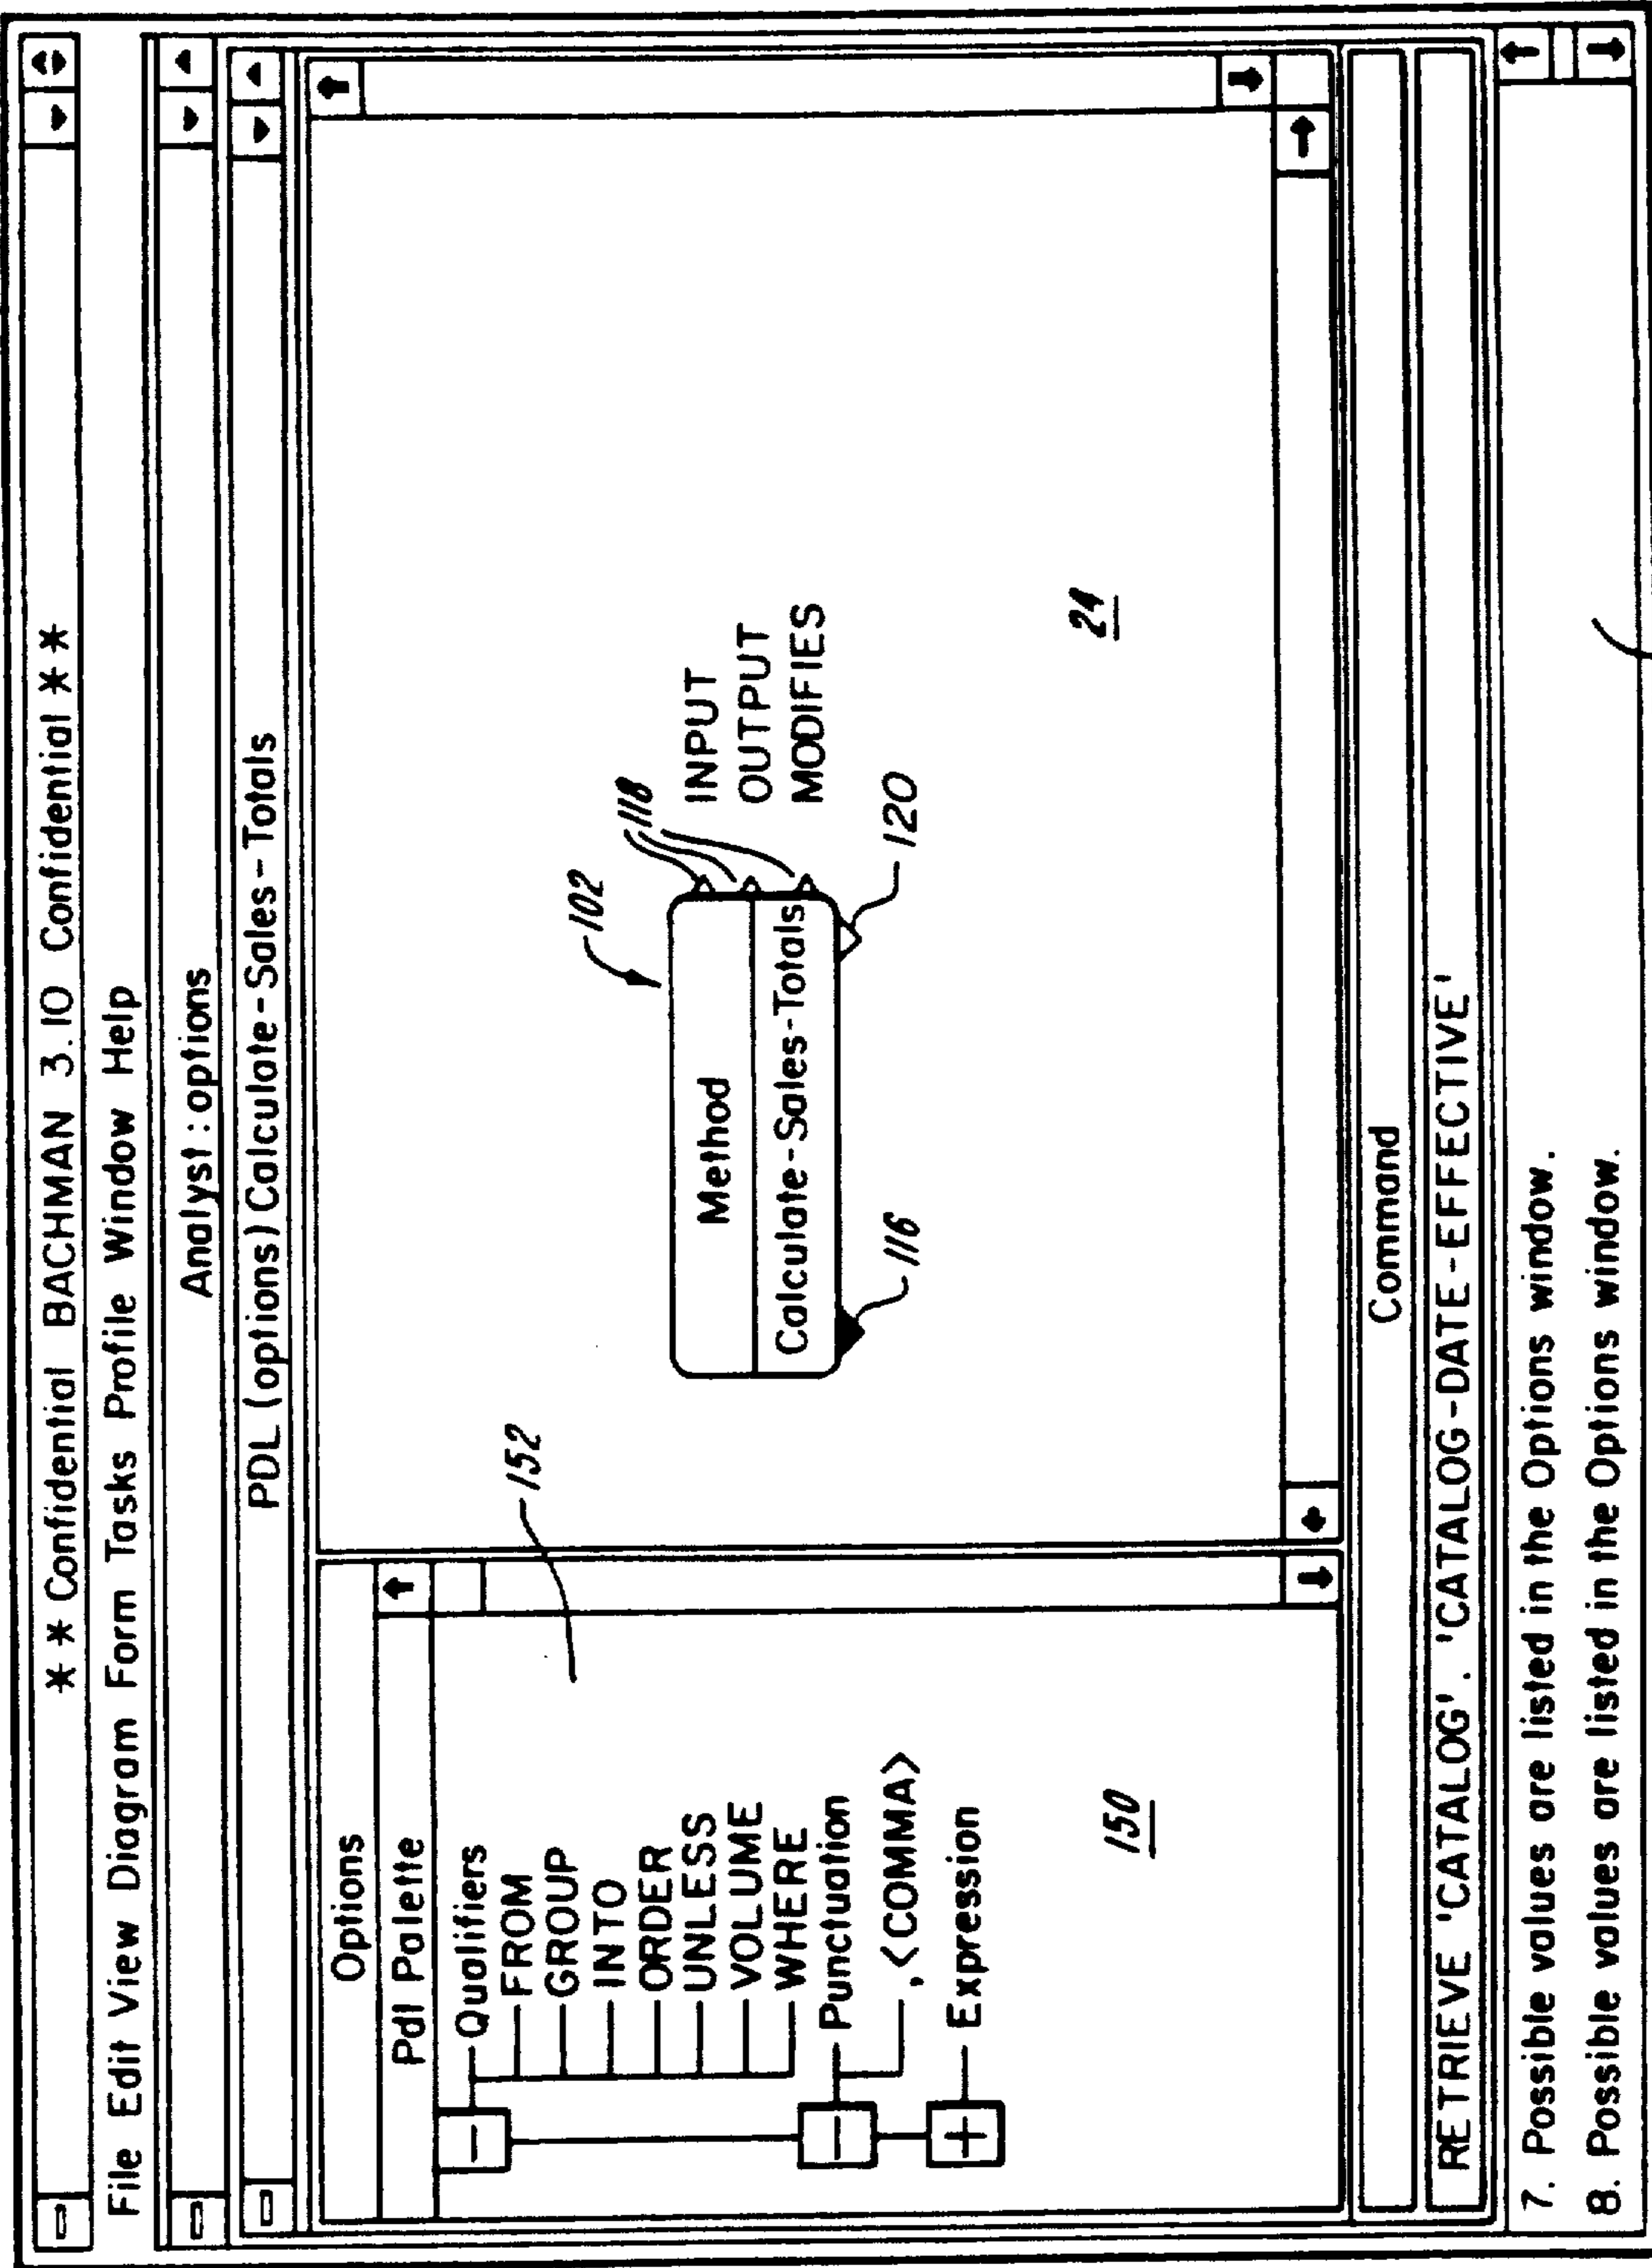 * * Confidential BACHMAN 3.10 Confidential * *
File Edit View Diagram Form Tasks Profile Window Help
Analyst : options
PDL (options) Calculate-Sales-Totals
Options
Pdl Palette
Qualifiers
FROM
GROUP
INTO
ORDER
UNLESS
VOLUME
WHERE
Punctuation
,<COMMA>
Expression
152
150
102
118
Method
Calculate-Sales-Totals
INPUT
OUTPUT
MODIFIES
116
120
24
Command
RETRIEVE 'CATALOG'. 'CATALOG-DATE-EFFECTIVE'
7. Possible values are listed in the Options window.
8. Possible values are listed in the Options window.